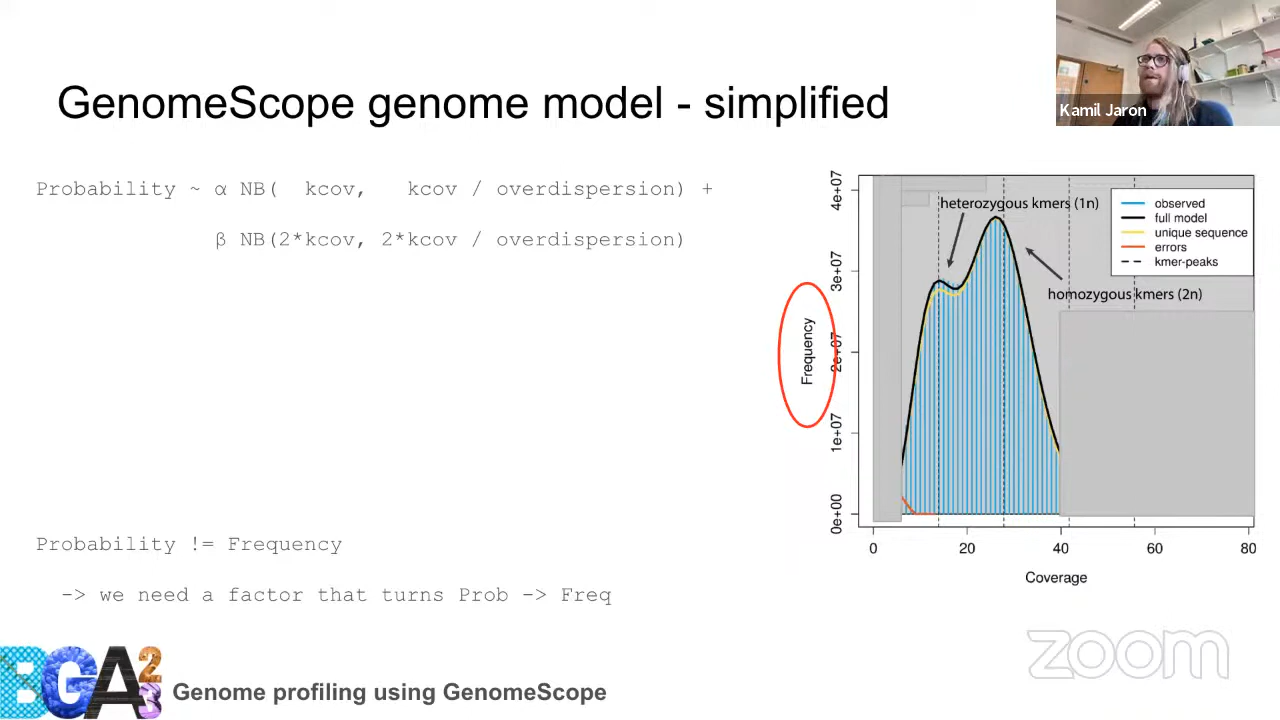 GenomeScope genome model - simplified
Kamil Jaron
Probability ~ α NB(  kcov,   kcov / overdispersion) +
β NB(2*kcov, 2*kcov / overdispersion)
Probability != Frequency
-> we need a factor that turns Prob -> Freq
heterozygous kmers (1n)
homozygous kmers (2n)
observed
full model
unique sequence
errors
kmer-peaks
Frequency
4e+07
3e+07
2e+07
1e+07
0e+00
0 20 40 60 80
Coverage
zoom
BGA23
Genome profiling using GenomeScope